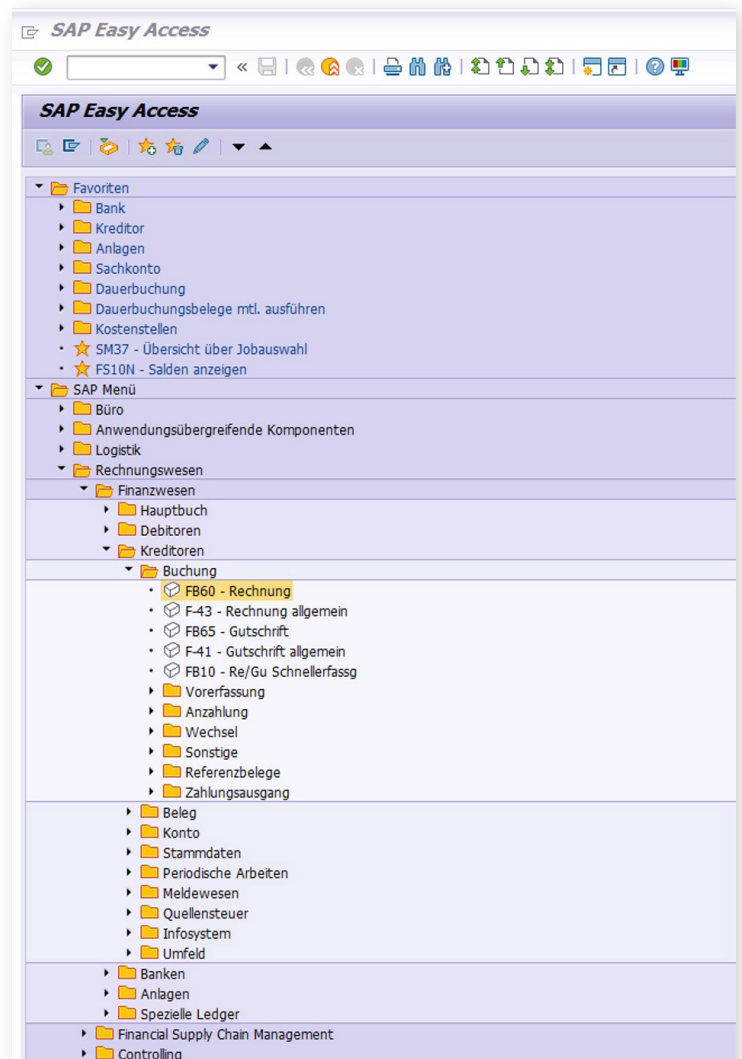 SAP Easy Access
SAP Easy Access
Favoriten
Bank
Kreditor
Anlagen
Sachkonto
Dauerbuchung
Dauerbuchungsbelege mtl. ausführen
Kostenstellen
SM37 - Übersicht über Jobauswahl
FS10N - Salden anzeigen
SAP Menü
Büro
Anwendungsübergreifende Komponenten
Logistik
Rechnungswesen
Finanzwesen
Hauptbuch
Debitoren
Kreditoren
Buchung
FB60 - Rechnung
F-43 - Rechnung allgemein
FB65 - Gutschrift
F-41 - Gutschrift allgemein
FB10 - Re/Gu Schnellerfassg
Vorerfassung
Anzahlung
Wechsel
Sonstige
Referenzbelege
Zahlungsausgang
Beleg
Konto
Stammdaten
Periodische Arbeiten
Meldewesen
Quellensteuer
Infosystem
Umfeld
Banken
Anlagen
Spezielle Ledger
Financial Supply Chain Management
Controlling